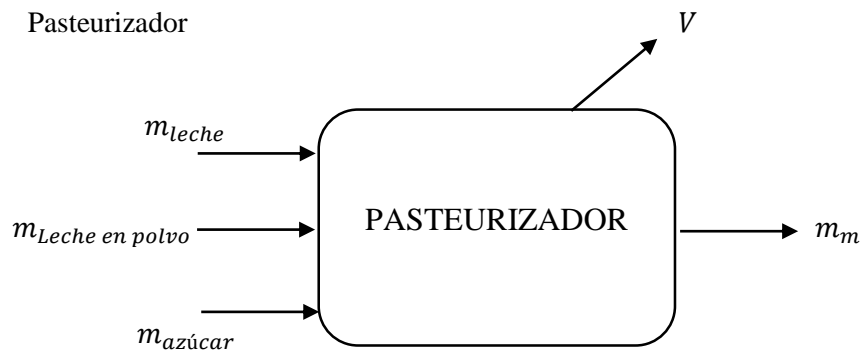 Pasteurizador
V
m_leche
m_Leche en polvo
PASTEURIZADOR
m_m
m_azúcar